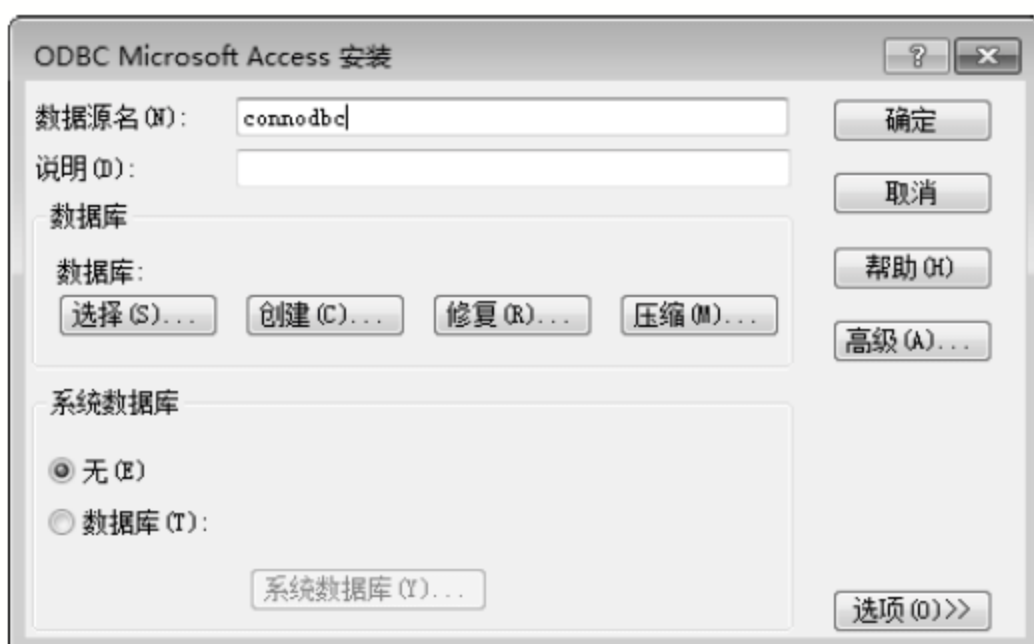 ODBC Microsoft Access 安装
数据源名(N): connodbc 确定
说明(D): 取消
数据库
数据库: 帮助(H)
选择(S)... 创建(C)... 修复(R)... 压缩(M)...
高级(A)...
系统数据库
无(E)
数据库(T):
系统数据库(Y)...
选项(O)>>